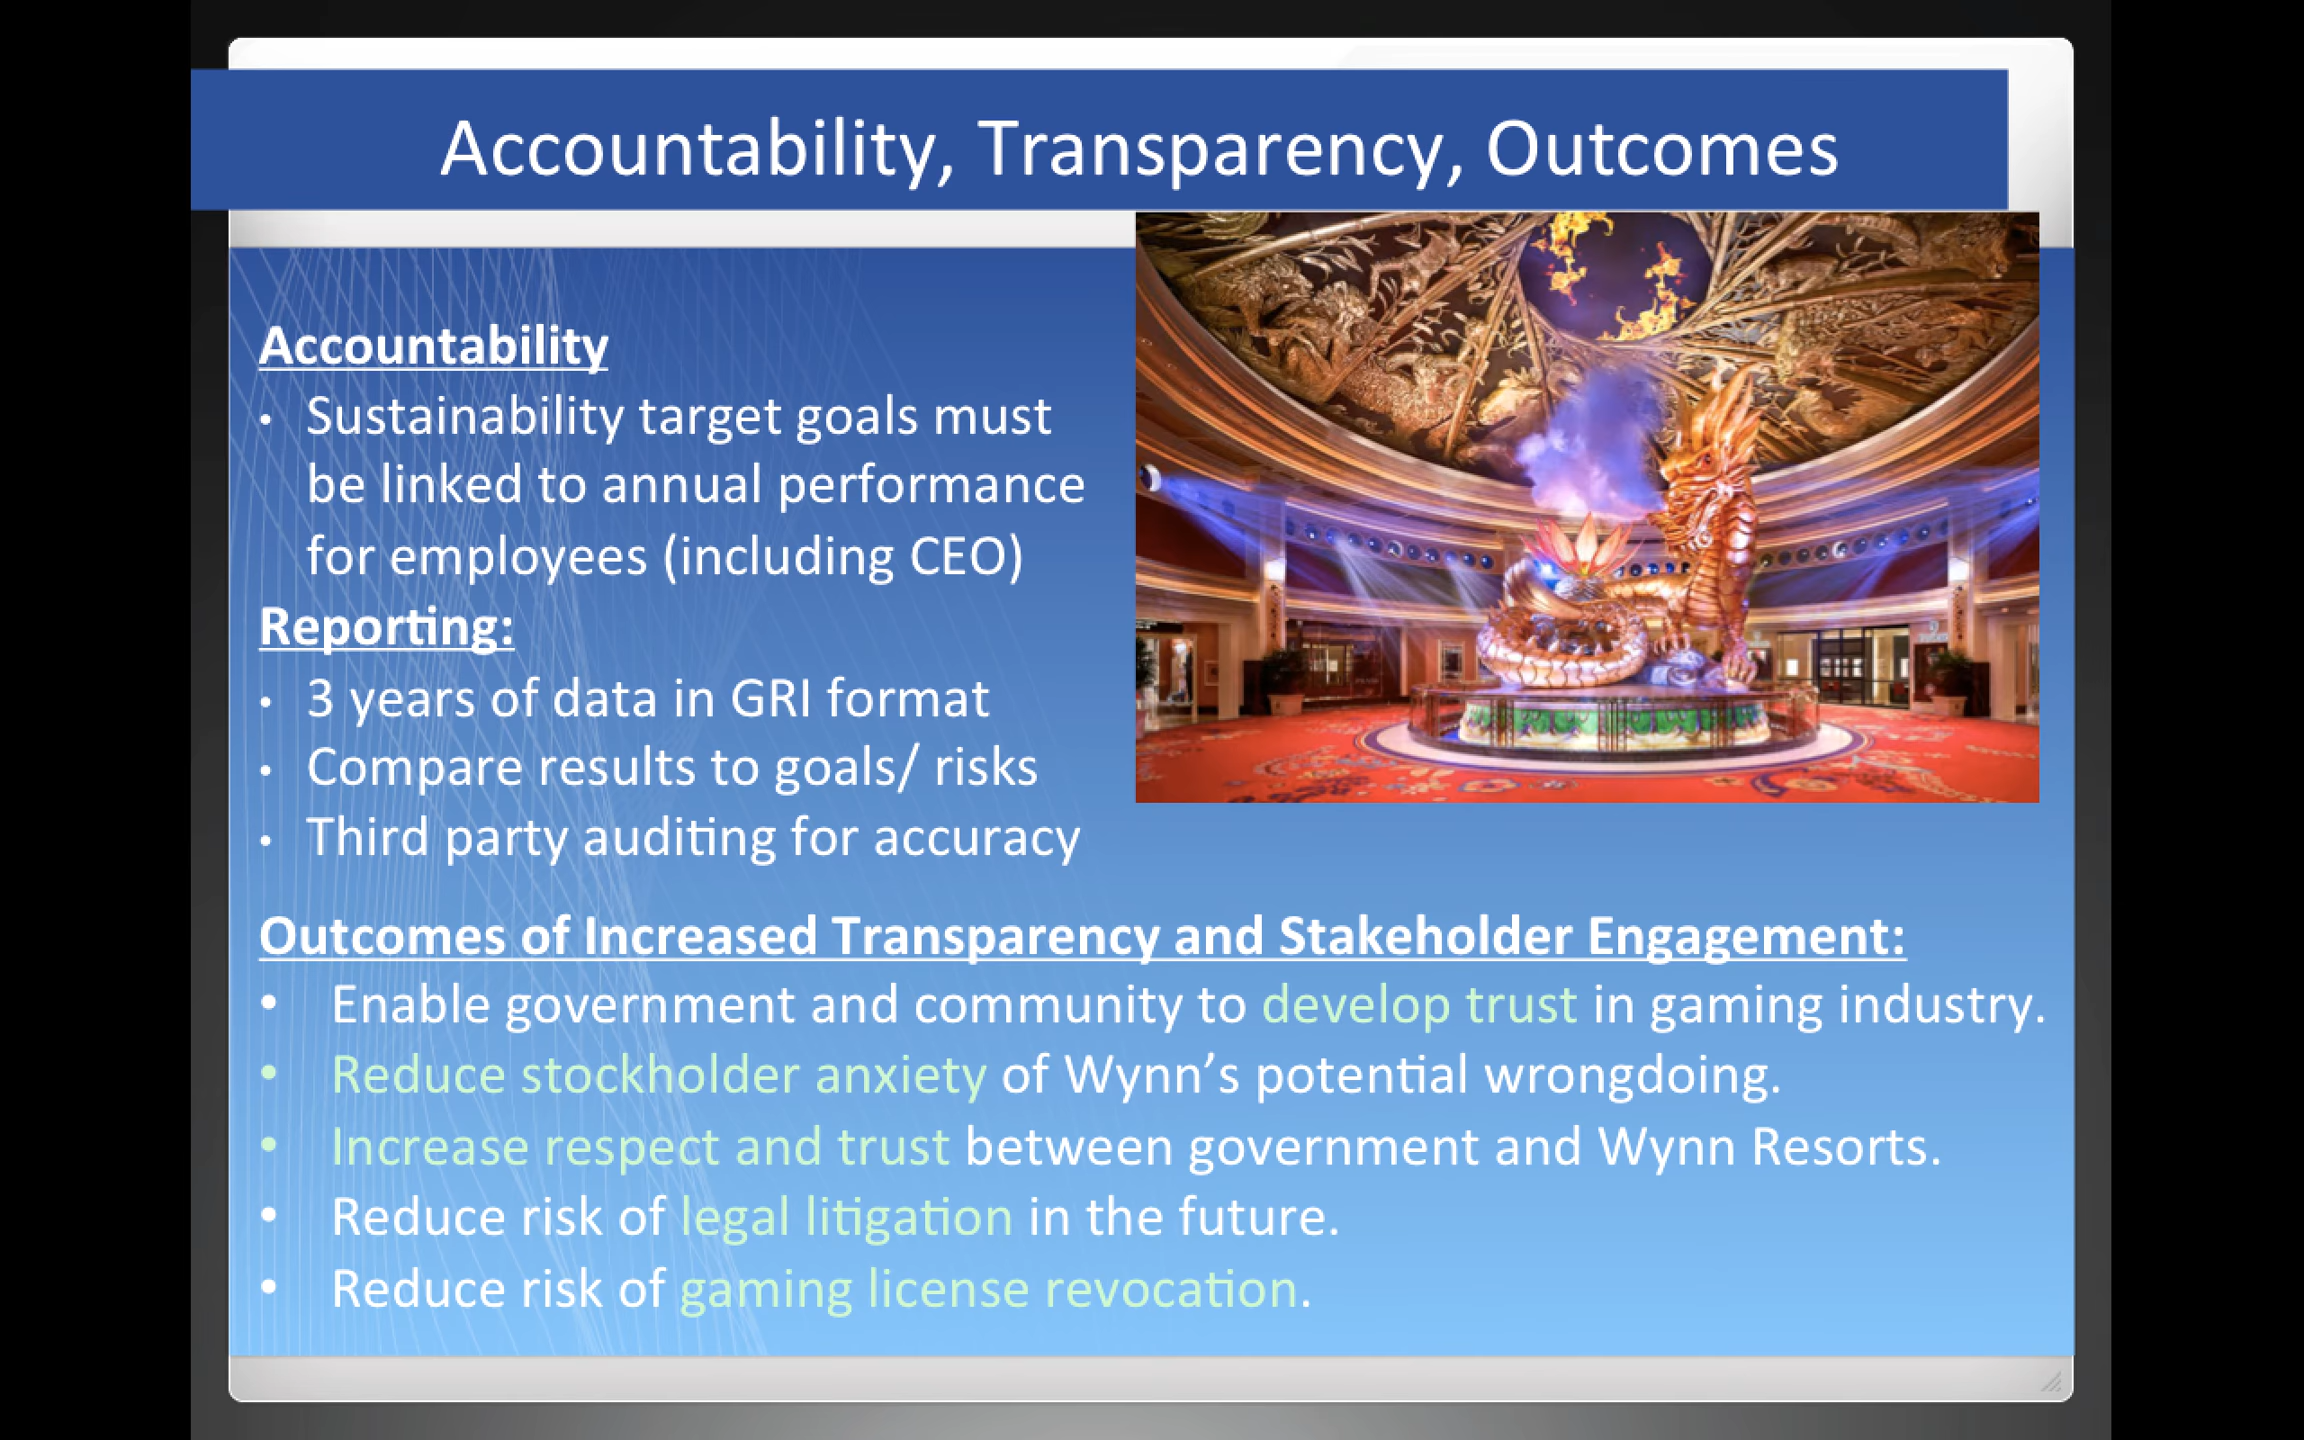 Accountability, Transparency, Outcomes
Accountability
• Sustainability target goals must
be linked to annual performance
for employees (including CEO)
Reporting:
• 3 years of data in GRI format
• Compare results to goals/ risks
• Third party auditing for accuracy
Outcomes of Increased Transparency and Stakeholder Engagement:
• Enable government and community to develop trust in gaming industry.
• Reduce stockholder anxiety of Wynn’s potential wrongdoing.
• Increase respect and trust between government and Wynn Resorts.
• Reduce risk of legal litigation in the future.
• Reduce risk of gaming license revocation.